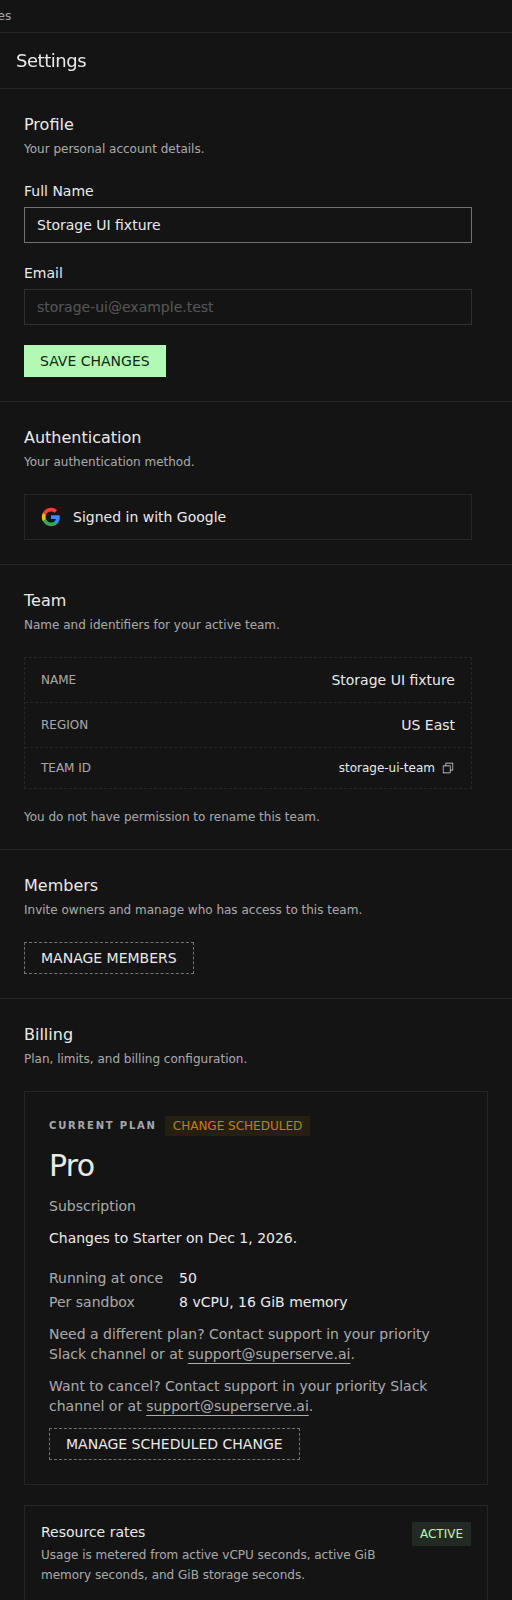 es
Settings
Profile
Your personal account details.
Full Name
Storage UI fixture
Email
storage-ui@example.test
SAVE CHANGES
Authentication
Your authentication method.
Signed in with Google
Team
Name and identifiers for your active team.
NAME Storage UI fixture
REGION US East
TEAM ID storage-ui-team
You do not have permission to rename this team.
Members
Invite owners and manage who has access to this team.
MANAGE MEMBERS
Billing
Plan, limits, and billing configuration.
CURRENT PLAN CHANGE SCHEDULED
Pro
Subscription
Changes to Starter on Dec 1, 2026.
Running at once 50
Per sandbox 8 vCPU, 16 GiB memory
Need a different plan? Contact support in your priority
Slack channel or at support@superserve.ai.
Want to cancel? Contact support in your priority Slack
channel or at support@superserve.ai.
MANAGE SCHEDULED CHANGE
Resource rates ACTIVE
Usage is metered from active vCPU seconds, active GiB
memory seconds, and GiB storage seconds.